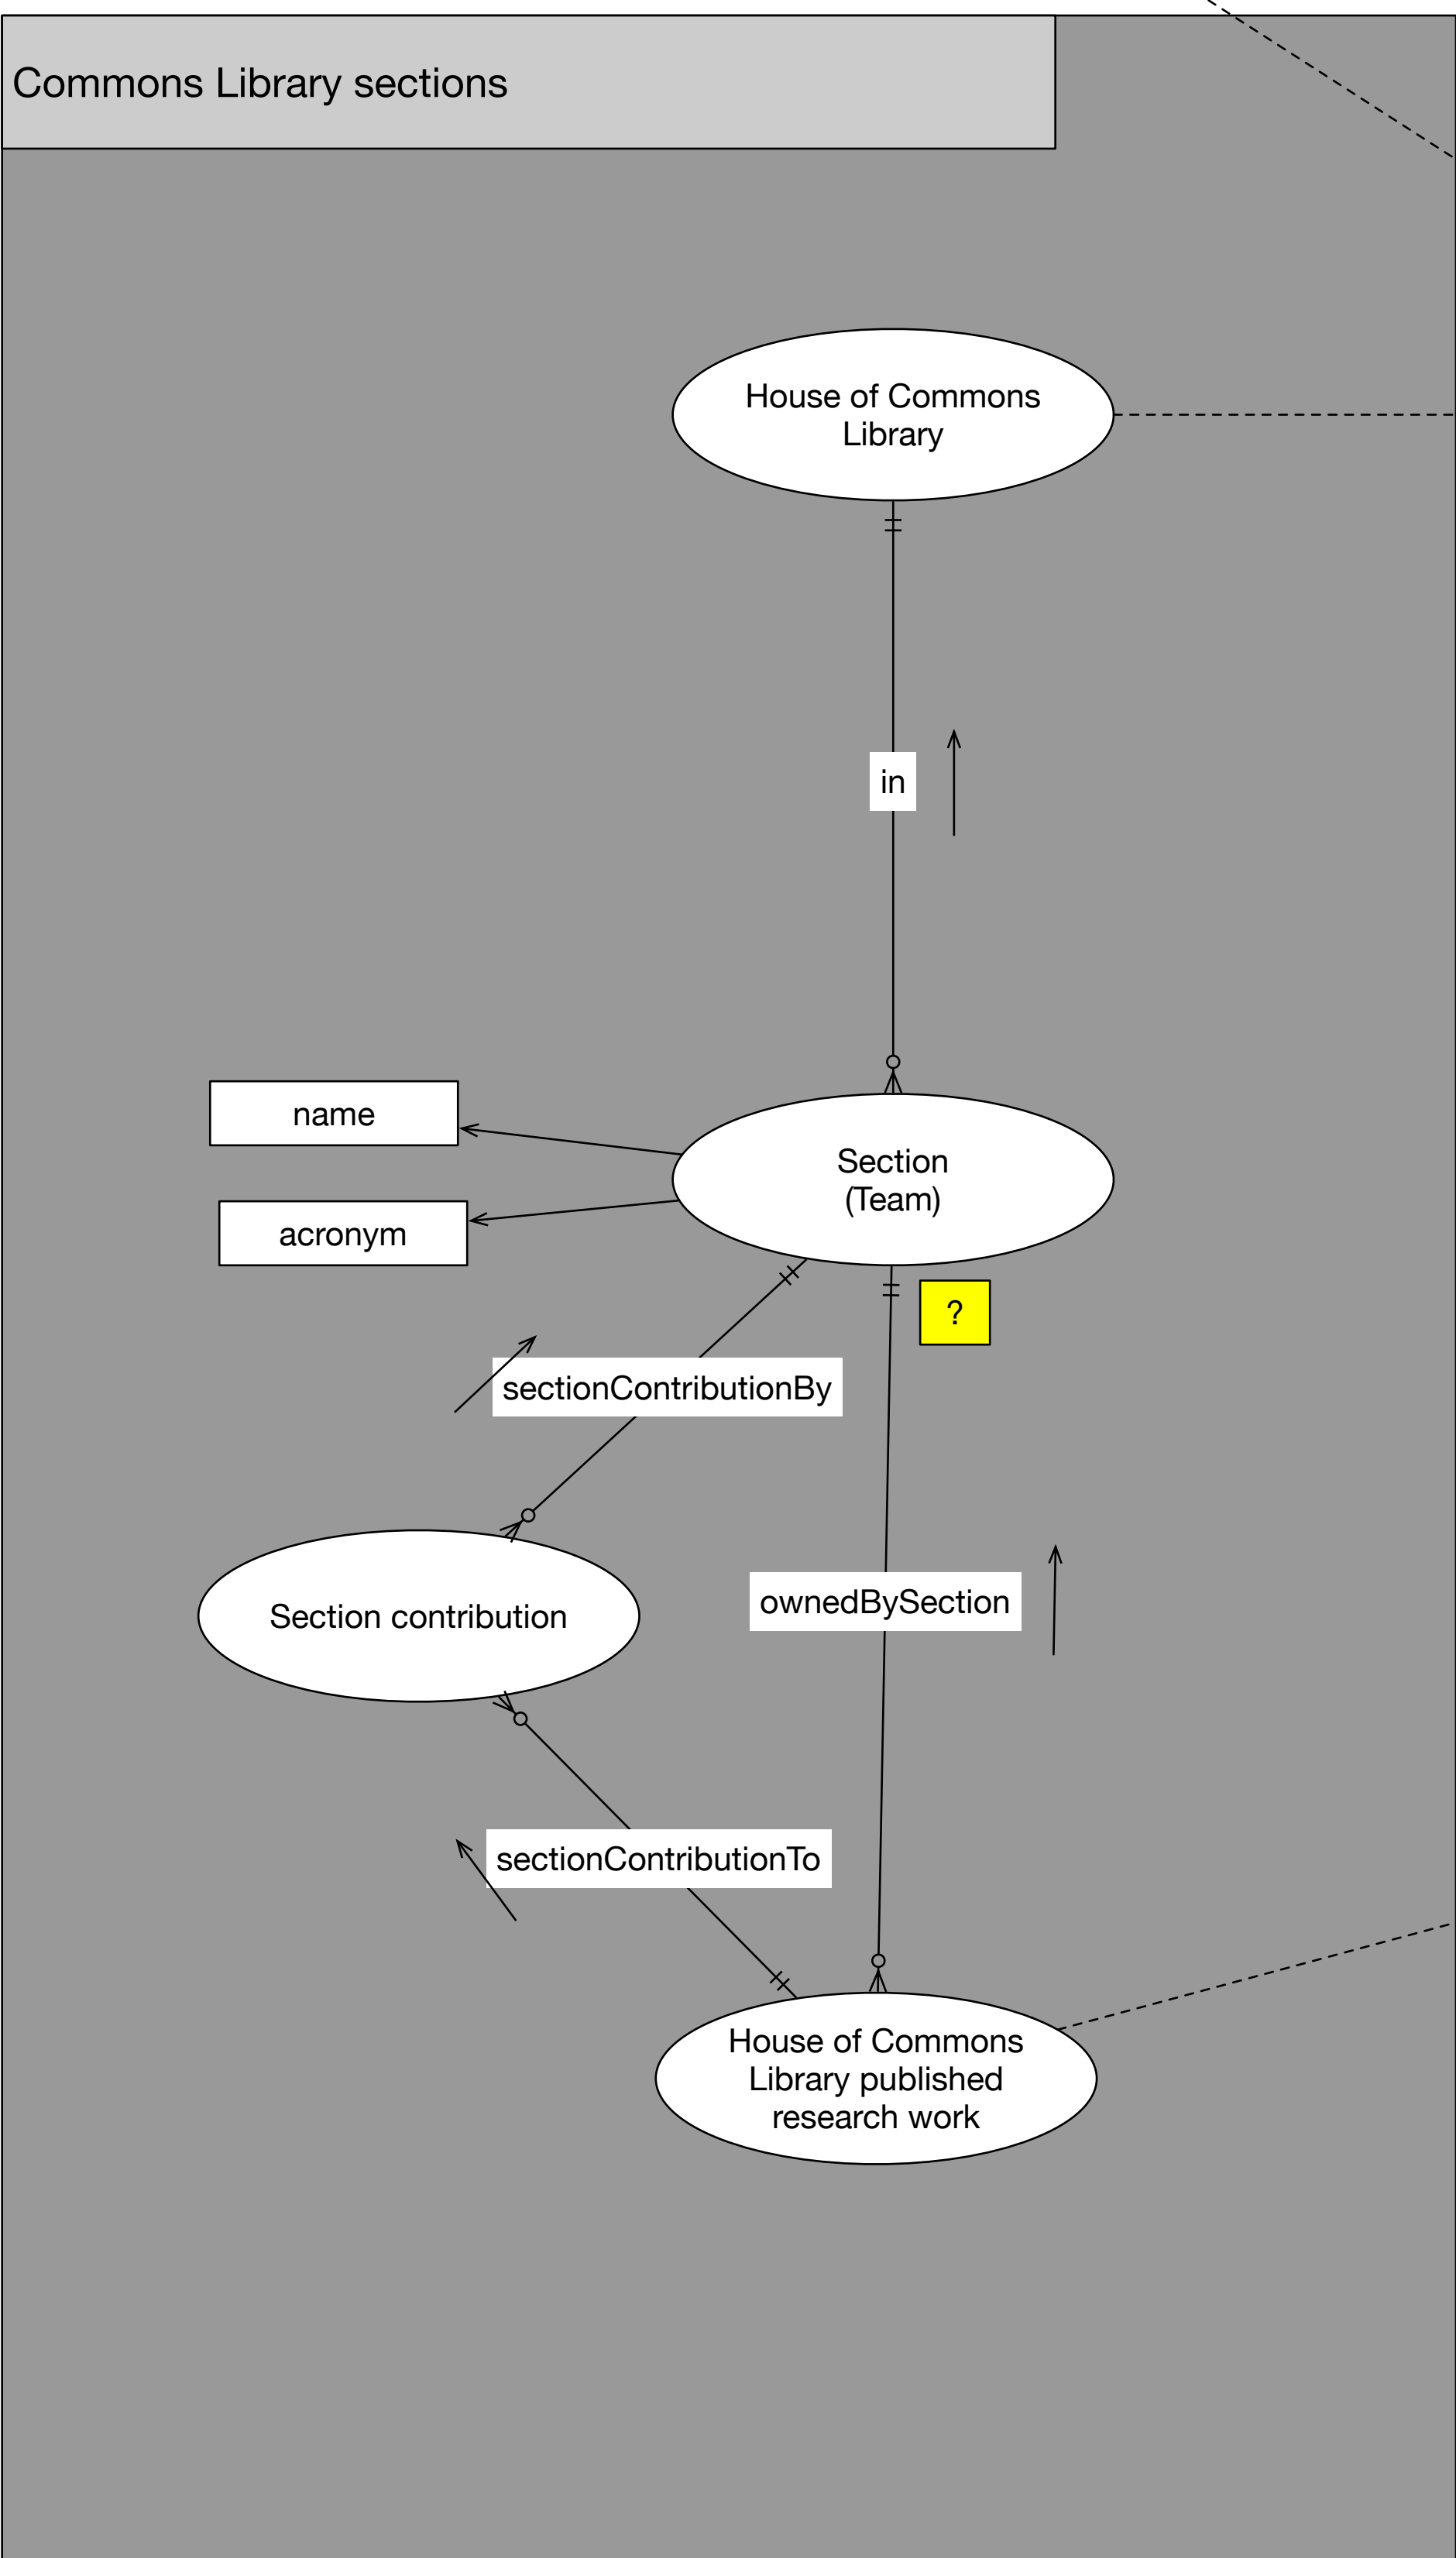 Commons Library sections
House of Commons
Library
in
name
Section
(Team)
acronym
?
sectionContributionBy
ownedBySection
Section contribution
sectionContributionTo
House of Commons
Library published
research work